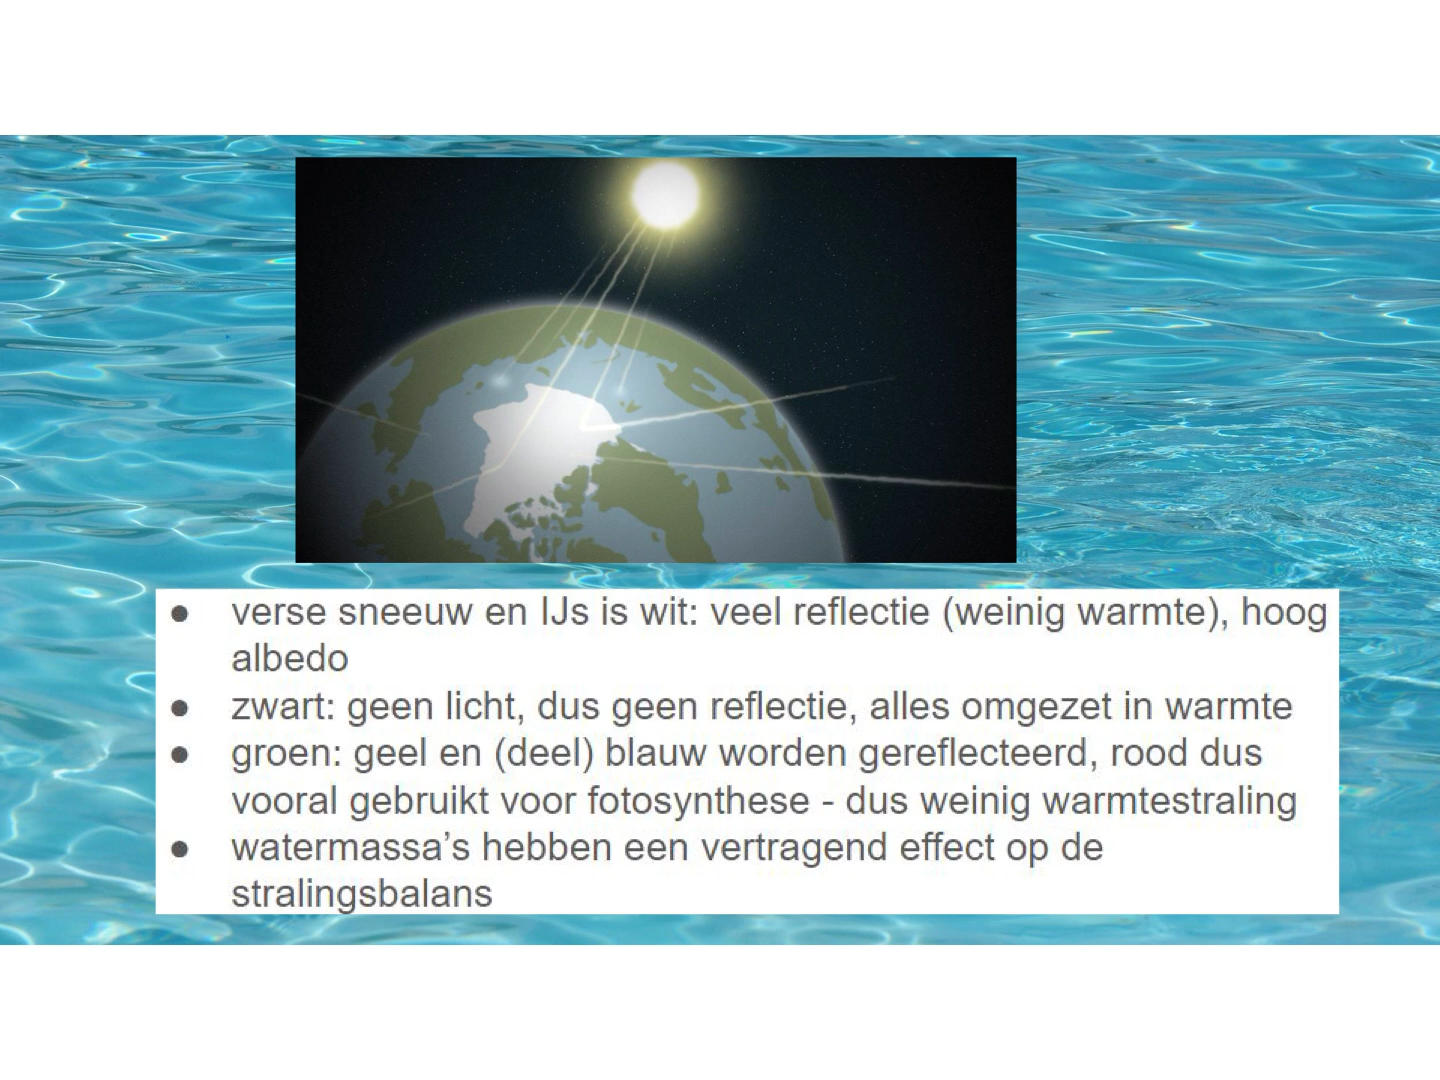 ● verse sneeuw en IJs is wit: veel reflectie (weinig warmte), hoog
albedo
● zwart: geen licht, dus geen reflectie, alles omgezet in warmte
● groen: geel en (deel) blauw worden gereflecteerd, rood dus
vooral gebruikt voor fotosynthese - dus weinig warmtestraling
● watermassa’s hebben een vertragend effect op de
stralingsbalans